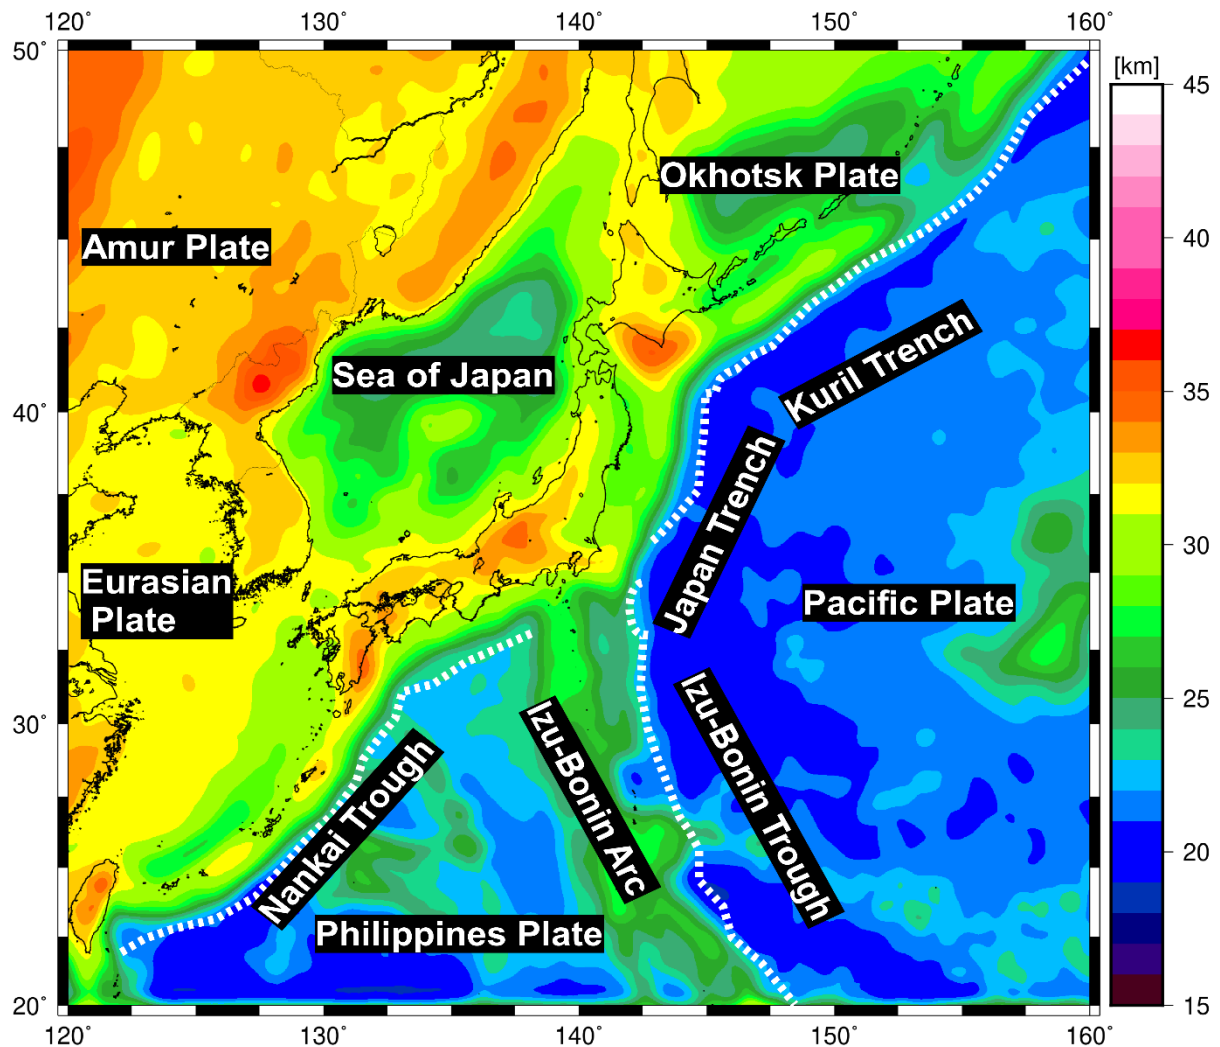 120°
130°
140°
150°
160°
50°
[km]
45
Okhotsk Plate
Amur Plate
40
Kuril Trench
Sea of Japan
35
40°
Japan Trench
30
Eurasian
Plate
Pacific Plate
30°
25
Izu-Bonin Arc
Izu-Bonin Trough
Nankai Trough
20
Philippines Plate
20°
15
120°
130°
140°
150°
160°